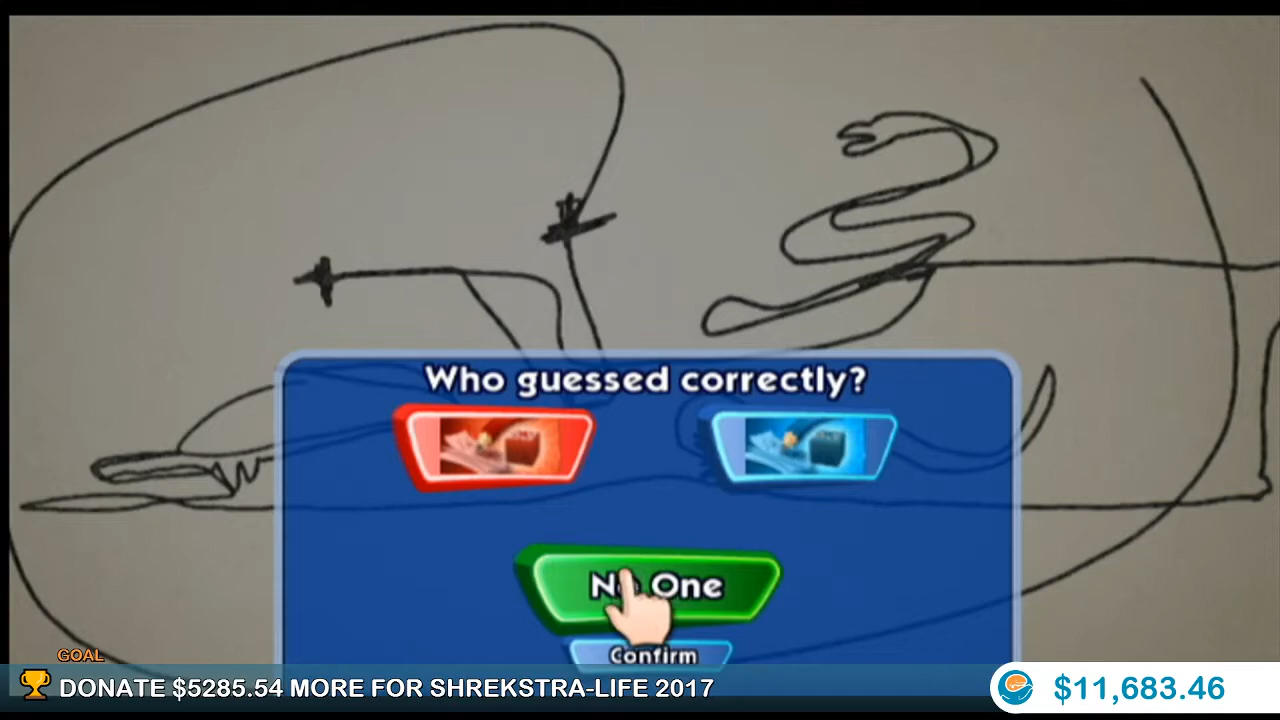 Who guessed correctly?
No One
Confirm
GOAL
DONATE $5285.54 MORE FOR SHREKSTRA-LIFE 2017
$11,683.46